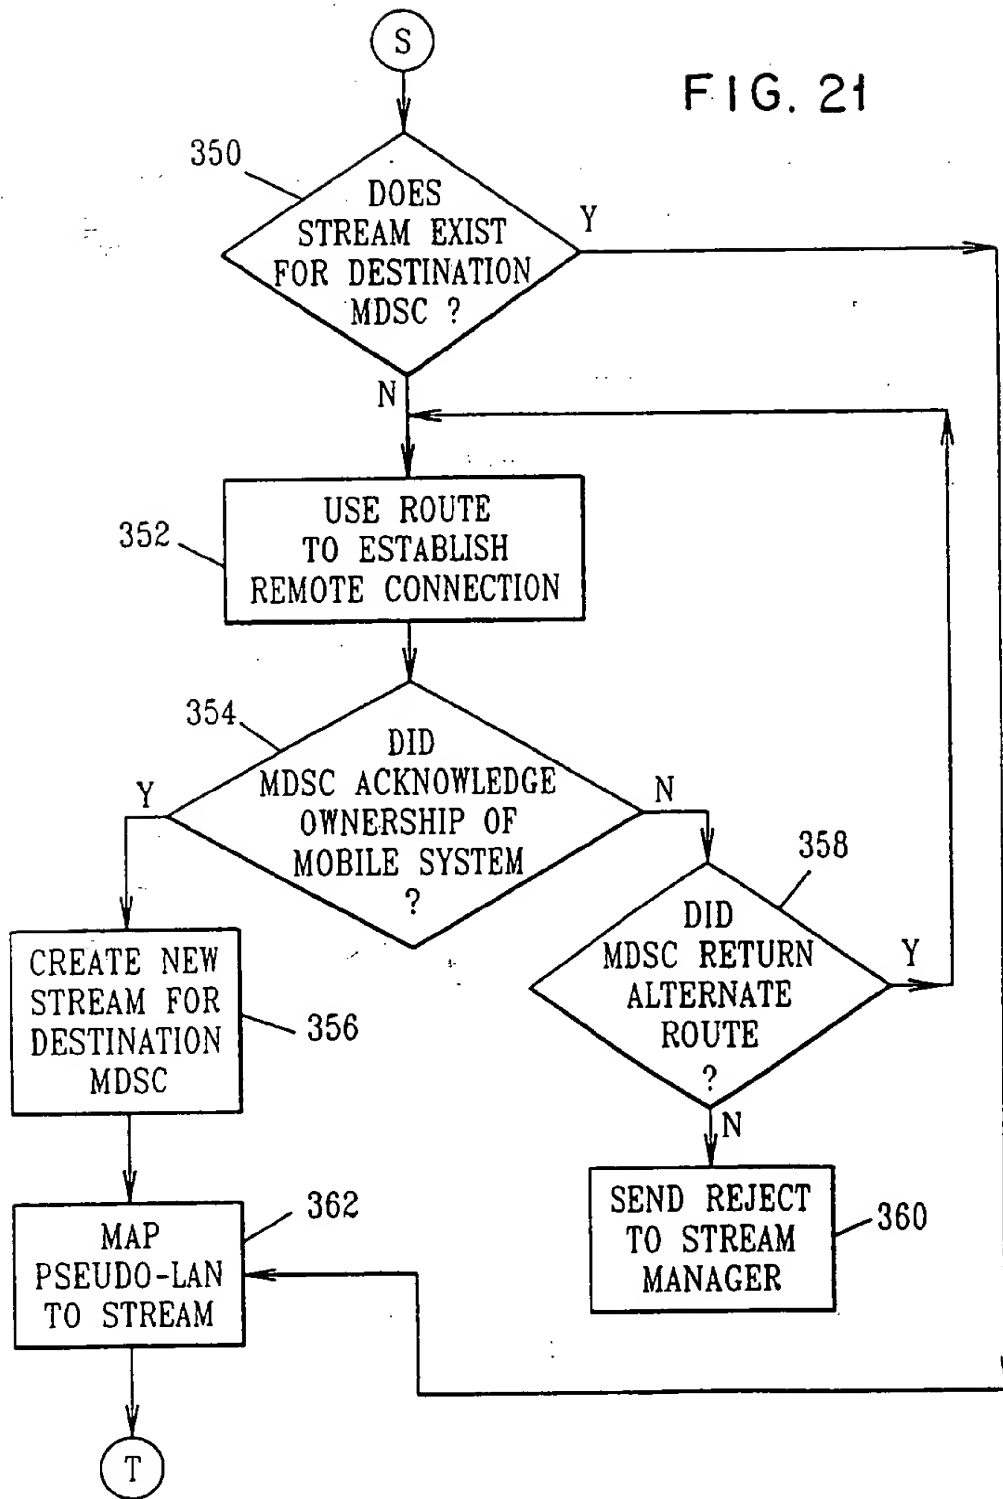 S
FIG. 21
350
DOES
STREAM EXIST
FOR DESTINATION
MDSC ?
Y
N
352
USE ROUTE
TO ESTABLISH
REMOTE CONNECTION
354
DID
MDSC ACKNOWLEDGE
OWNERSHIP OF
MOBILE SYSTEM
?
Y
N
358
DID
MDSC RETURN
ALTERNATE
ROUTE
?
Y
N
CREATE NEW
STREAM FOR
DESTINATION
MDSC
356
SEND REJECT
TO STREAM
MANAGER
360
362
MAP
PSEUDO-LAN
TO STREAM
T